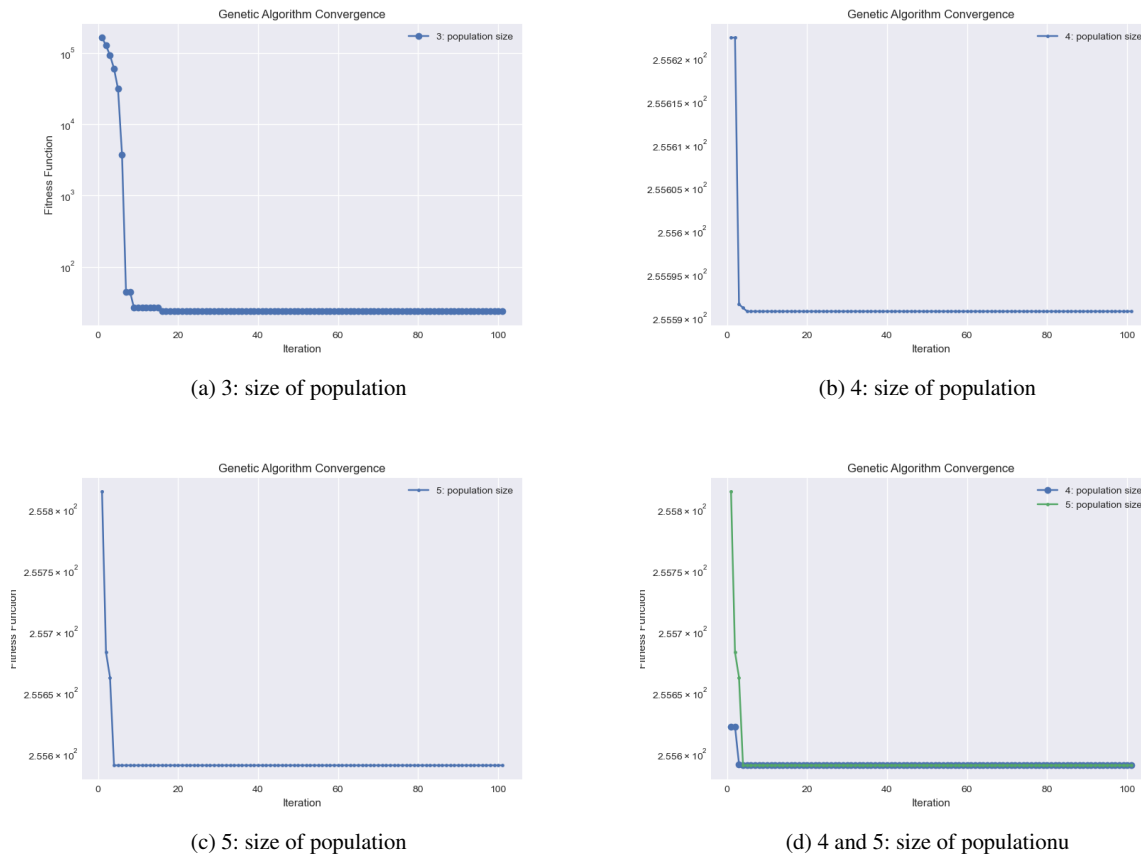 Genetic Algorithm Convergence
3: population size
10^5
10^4
10^3
10^2
Fitness Function
0 20 40 60 80 100
Iteration
(a) 3: size of population
Genetic Algorithm Convergence
4: population size
2.5562 × 10^2
2.55615 × 10^2
2.5561 × 10^2
2.55605 × 10^2
2.556 × 10^2
2.55595 × 10^2
2.5559 × 10^2
0 20 40 60 80 100
Iteration
(b) 4: size of population
Genetic Algorithm Convergence
5: population size
2.558 × 10^2
2.5575 × 10^2
2.557 × 10^2
2.5565 × 10^2
2.556 × 10^2
Fitness Function
0 20 40 60 80 100
Iteration
(c) 5: size of population
Genetic Algorithm Convergence
4: population size
5: population size
2.558 × 10^2
2.5575 × 10^2
2.557 × 10^2
2.5565 × 10^2
2.556 × 10^2
Fitness Function
0 20 40 60 80 100
Iteration
(d) 4 and 5: size of populationu